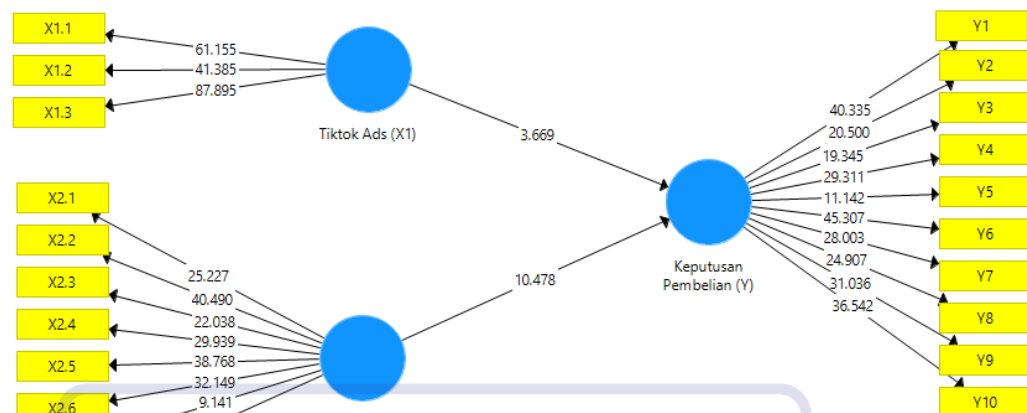 X1.1
X1.2
X1.3
61.155
41.385
87.895
Tiktok Ads (X1)
3.669
X2.1
X2.2
X2.3
X2.4
X2.5
X2.6
25.227
40.490
22.038
29.939
38.768
32.149
9.141
10.478
Keputusan
Pembelian (Y)
40.335
20.500
19.345
29.311
11.142
45.307
28.003
24.907
31.036
36.542
Y1
Y2
Y3
Y4
Y5
Y6
Y7
Y8
Y9
Y10